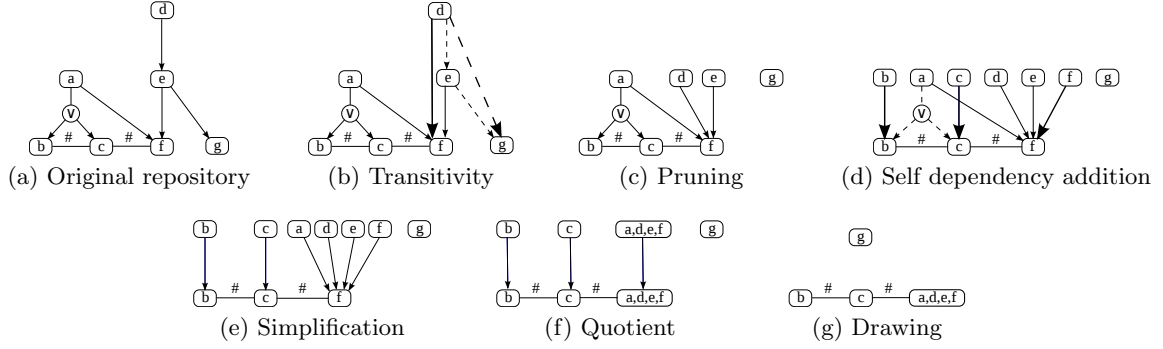 d
d
a
e
a
e
a
d
e
g
b
a
c
d
e
f
g
∨
∨
∨
∨
# #
# #
# #
# #
b c f g
b c f g
b c f
b c f
(a) Original repository
(b) Transitivity
(c) Pruning
(d) Self dependency addition
b c a d e f g
b c a,d,e,f g
g
# #
# #
# #
b c f
b c a,d,e,f
b c a,d,e,f
(e) Simplification
(f) Quotient
(g) Drawing